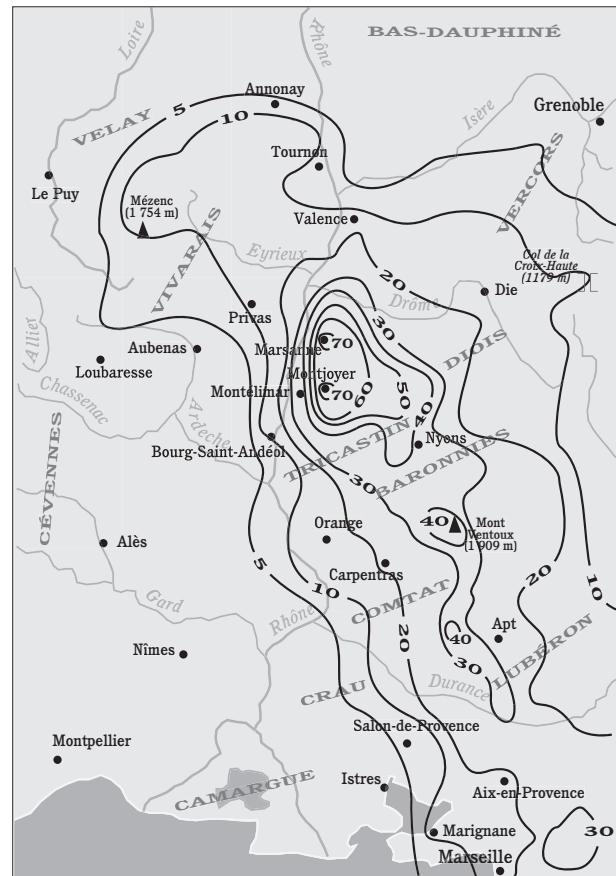 BAS-DAUPHINÉ
Loire
Rhône
Annonay
5
10
VELAY
Isère
Grenoble
Tournon
Le Puy
Mézenc
(1 754 m)
VERCORS
Valence
VIVARAIS
Eyrieux
Col de la
Croix-Haute
(1179 m)
20
Die
Drôme
Privas
30
Allier
Aubenas
Marsanne
70
DIOIS
Loubaresse
Montjoyer
Chassenac
Montélimar
70
60
50
40
Ardèche
Bourg-Saint-Andéol
Nyons
TRICASTIN
BARONNIES
CÉVENNES
30
Orange
40
Mont
Ventoux
(1 909 m)
Alès
Carpentras
5
10
20
10
COMTAT
Gard
Rhône
Apt
40
Nîmes
20
30
LUBÉRON
Durance
CRAU
Salon-de-Provence
Montpellier
CAMARGUE
Istres
Aix-en-Provence
Marignane
30
Marseille